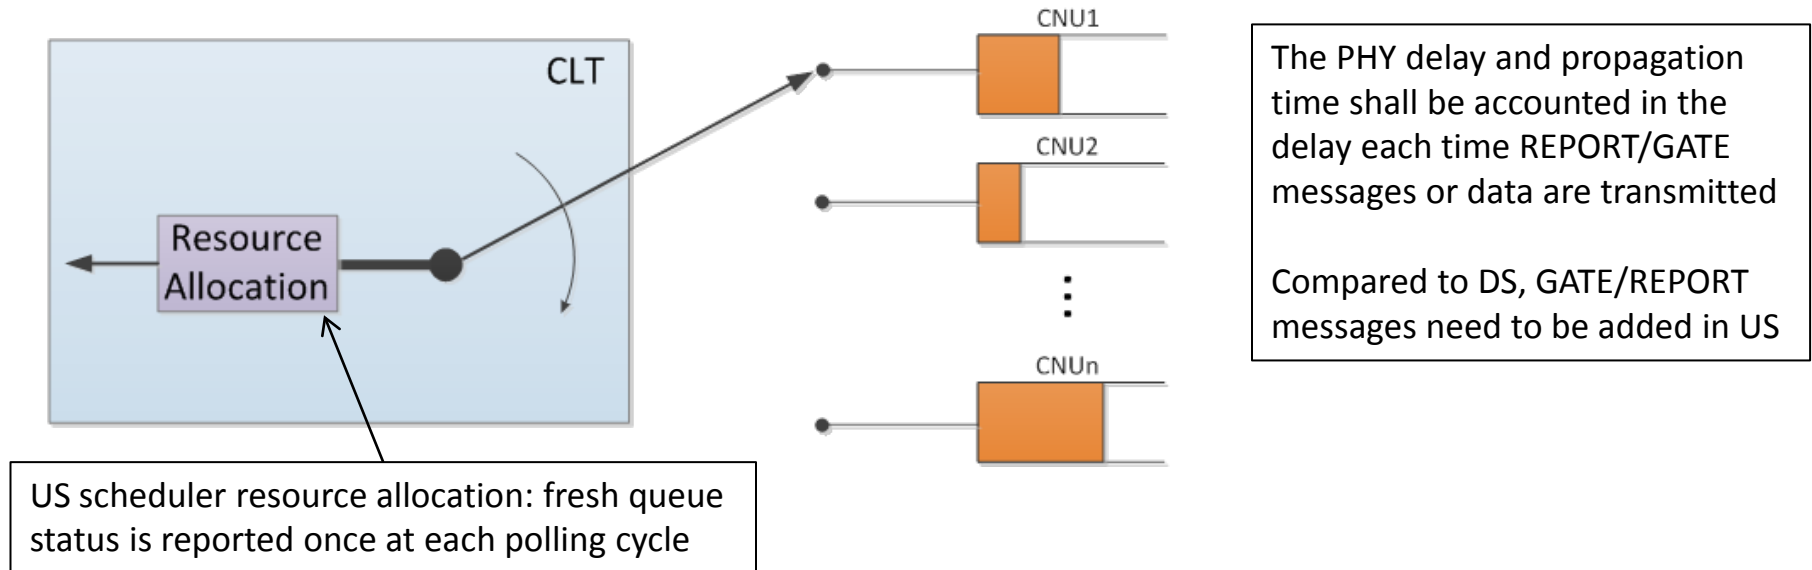 CLT
Resource
Allocation
CNU1
CNU2
CNUn
The PHY delay and propagation
time shall be accounted in the
delay each time REPORT/GATE
messages or data are transmitted
Compared to DS, GATE/REPORT
messages need to be added in US
US scheduler resource allocation: fresh queue
status is reported once at each polling cycle